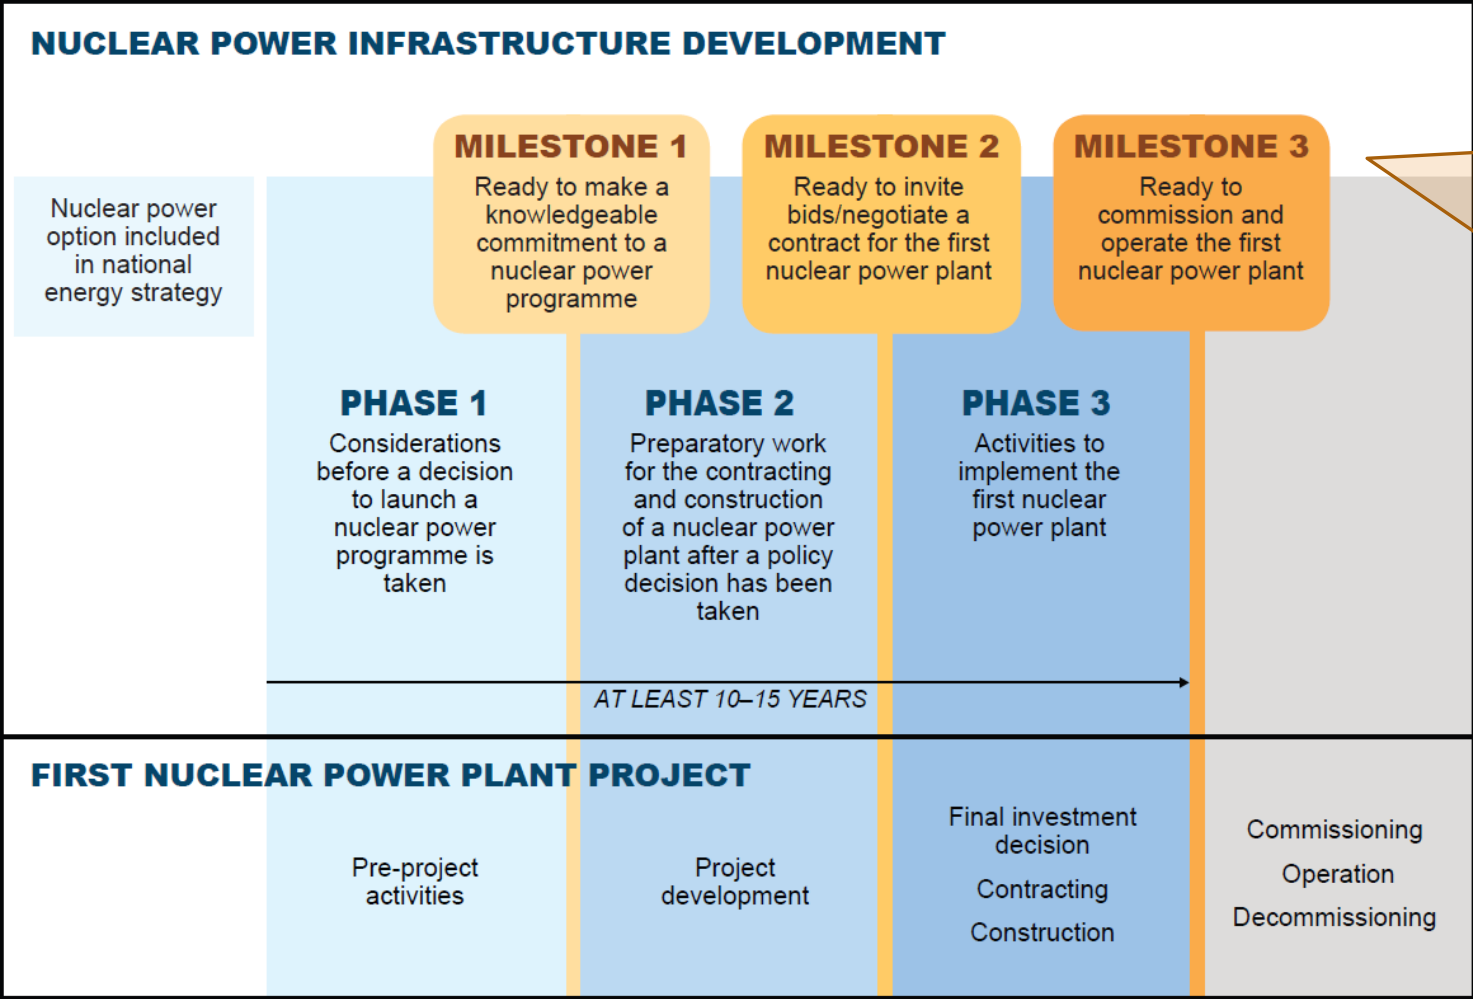 NUCLEAR POWER INFRASTRUCTURE DEVELOPMENT
Nuclear power
option included
in national
energy strategy
MILESTONE 1
Ready to make a
knowledgeable
commitment to a
nuclear power
programme
MILESTONE 2
Ready to invite
bids/negotiate a
contract for the first
nuclear power plant
MILESTONE 3
Ready to
commission and
operate the first
nuclear power plant
PHASE 1
Considerations
before a decision
to launch a
nuclear power
programme is
taken
PHASE 2
Preparatory work
for the contracting
and construction
of a nuclear power
plant after a policy
decision has been
taken
PHASE 3
Activities to
implement the
first nuclear
power plant
AT LEAST 10–15 YEARS
FIRST NUCLEAR POWER PLANT PROJECT
Pre-project
activities
Project
development
Final investment
decision
Contracting
Construction
Commissioning
Operation
Decommissioning